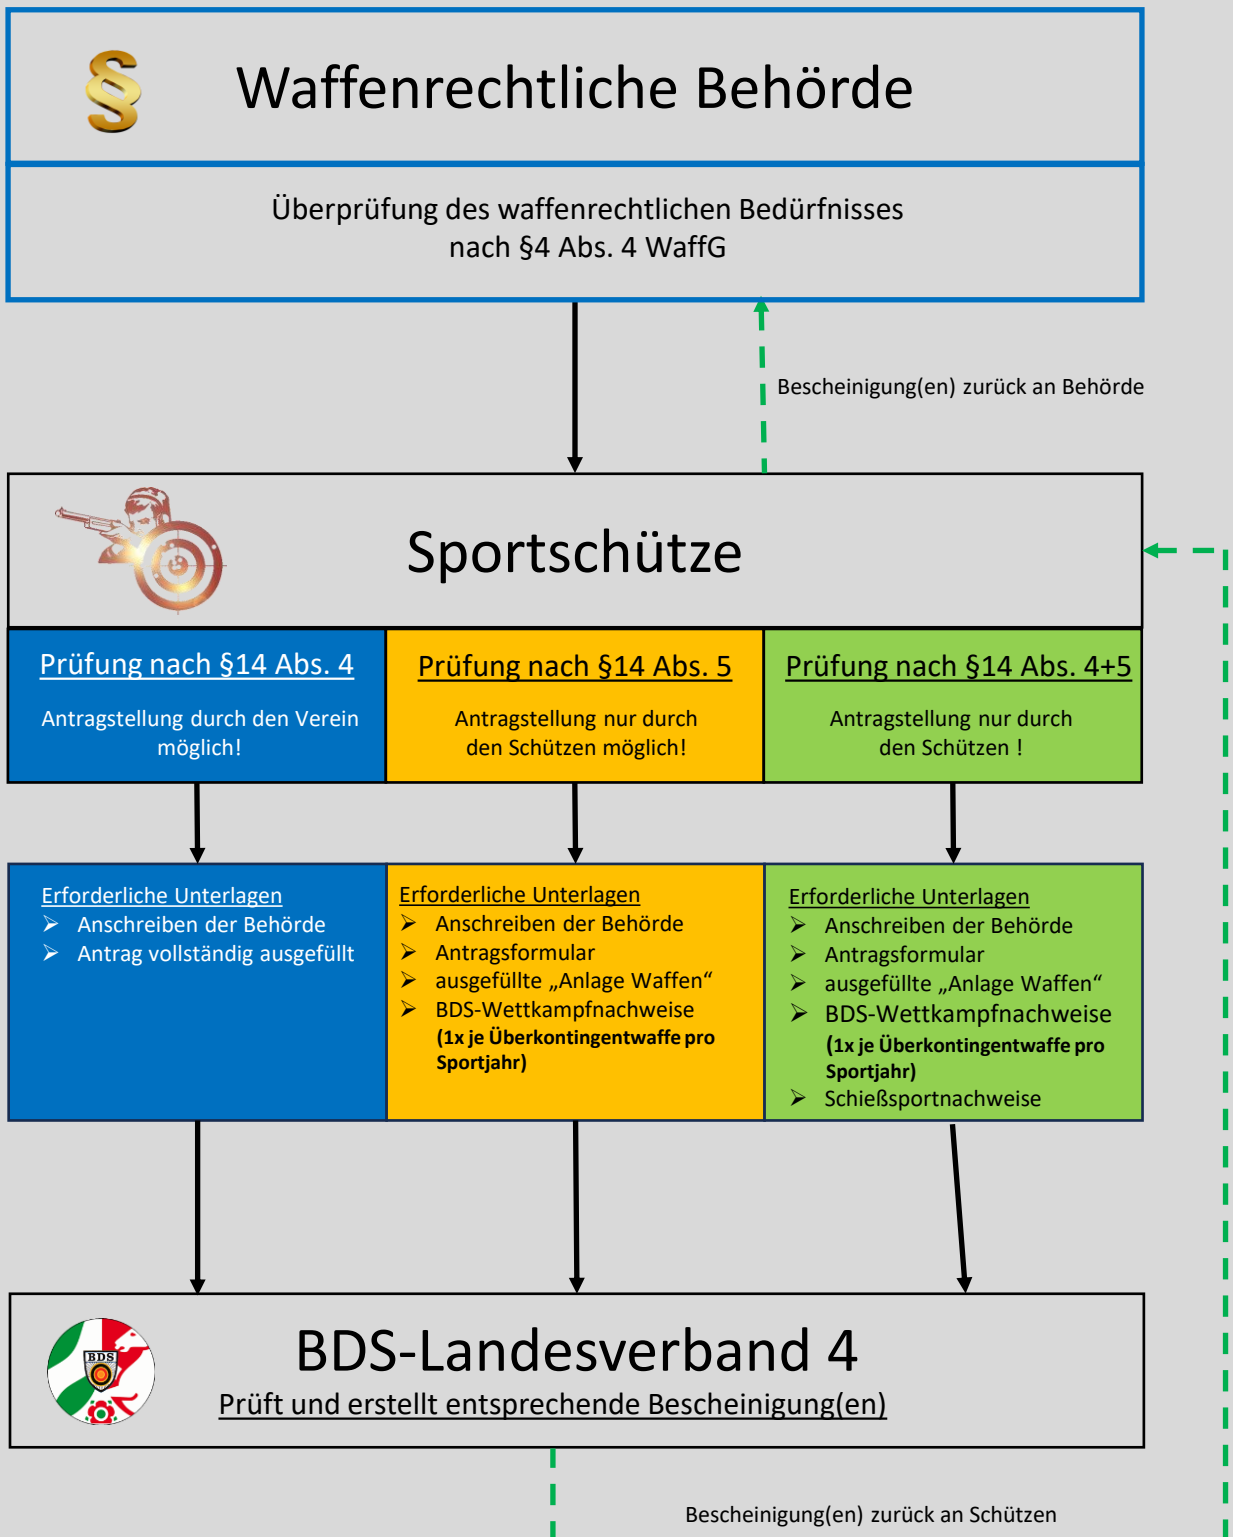 §
Waffenrechtliche Behörde
Überprüfung des waffenrechtlichen Bedürfnisses
nach §4 Abs. 4 WaffG
Bescheinigung(en) zurück an Behörde
Sportschütze
Prüfung nach §14 Abs. 4
Antragstellung durch den Verein
möglich!
Prüfung nach §14 Abs. 5
Antragstellung nur durch
den Schützen möglich!
Prüfung nach §14 Abs. 4+5
Antragstellung nur durch
den Schützen !
Erforderliche Unterlagen
➢ Anschreiben der Behörde
➢ Antrag vollständig ausgefüllt
Erforderliche Unterlagen
➢ Anschreiben der Behörde
➢ Antragsformular
➢ ausgefüllte „Anlage Waffen“
➢ BDS-Wettkampfnachweise
(1x je Überkontingentwaffe pro
Sportjahr)
Erforderliche Unterlagen
➢ Anschreiben der Behörde
➢ Antragsformular
➢ ausgefüllte „Anlage Waffen“
➢ BDS-Wettkampfnachweise
(1x je Überkontingentwaffe pro
Sportjahr)
➢ Schießsportnachweise
BDS
BDS-Landesverband 4
Prüft und erstellt entsprechende Bescheinigung(en)
Bescheinigung(en) zurück an Schützen